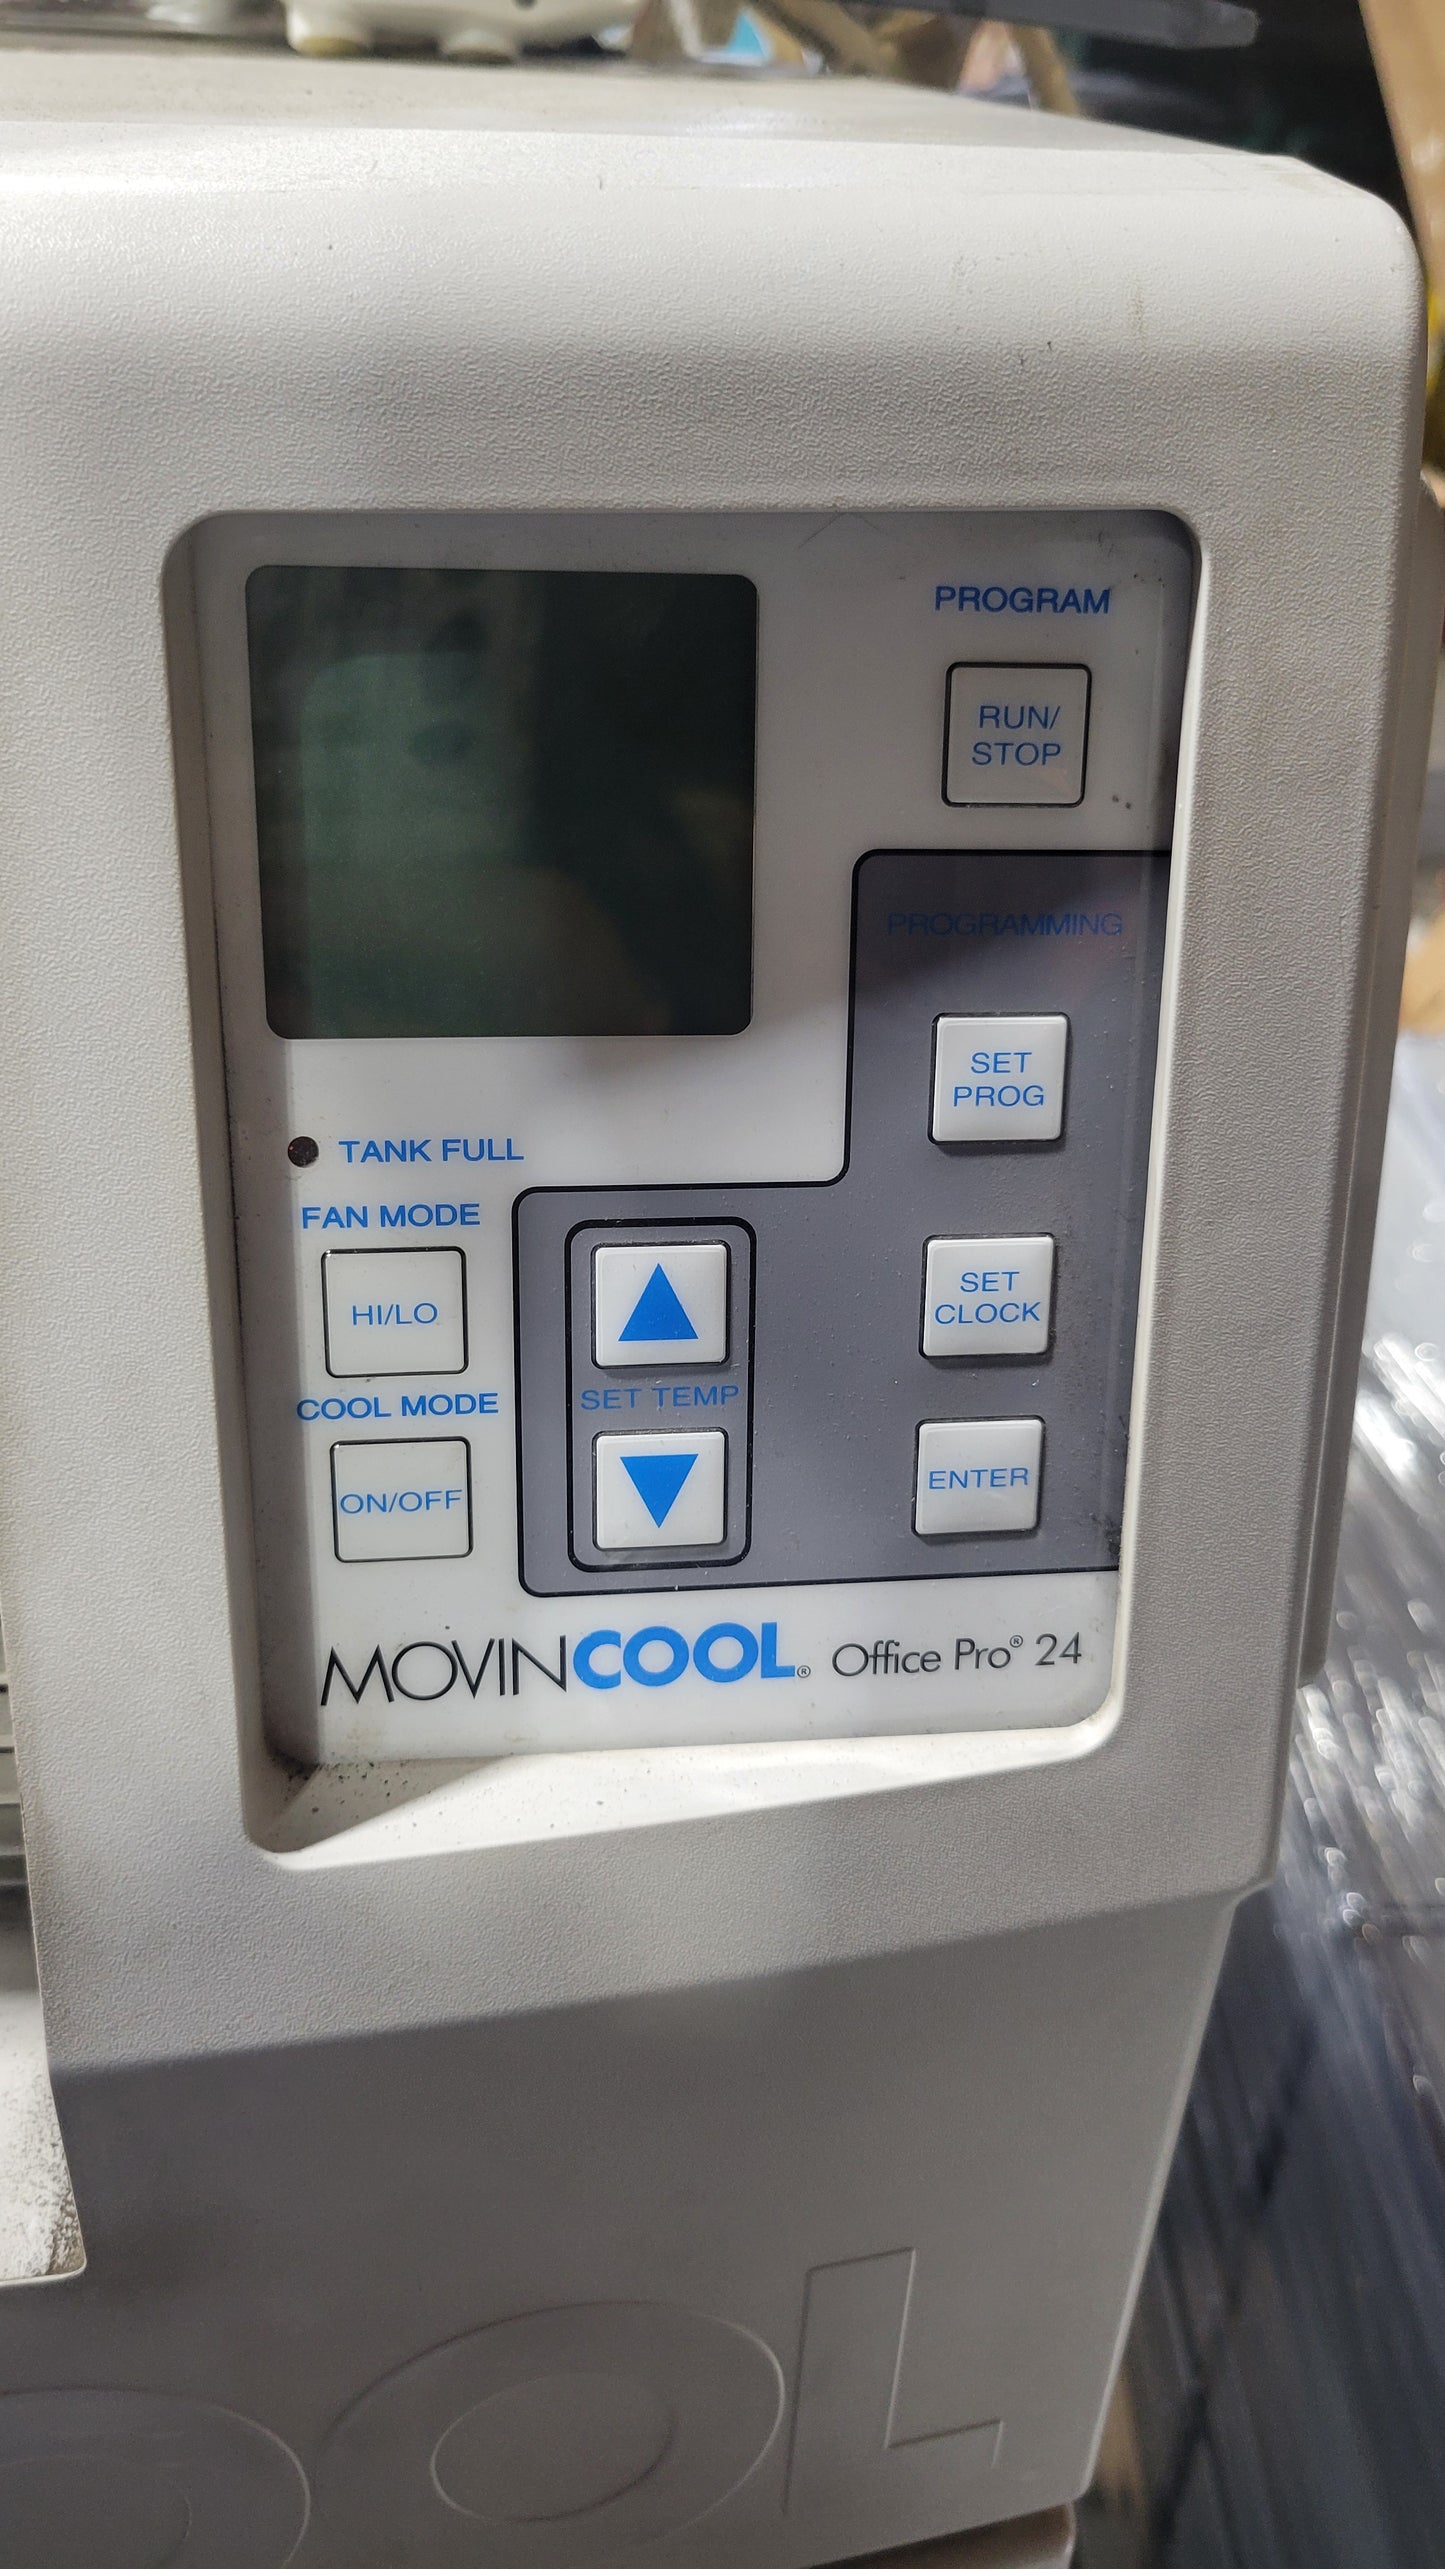 PROGRAM
RUN/
STOP
PROGRAMMING
SET
PROG
TANK FULL
FAN MODE
HI/LO
SET
CLOCK
SET TEMP
COOL MODE
ON/OFF
ENTER
MOVINCOOL® Office Pro® 24
OOL